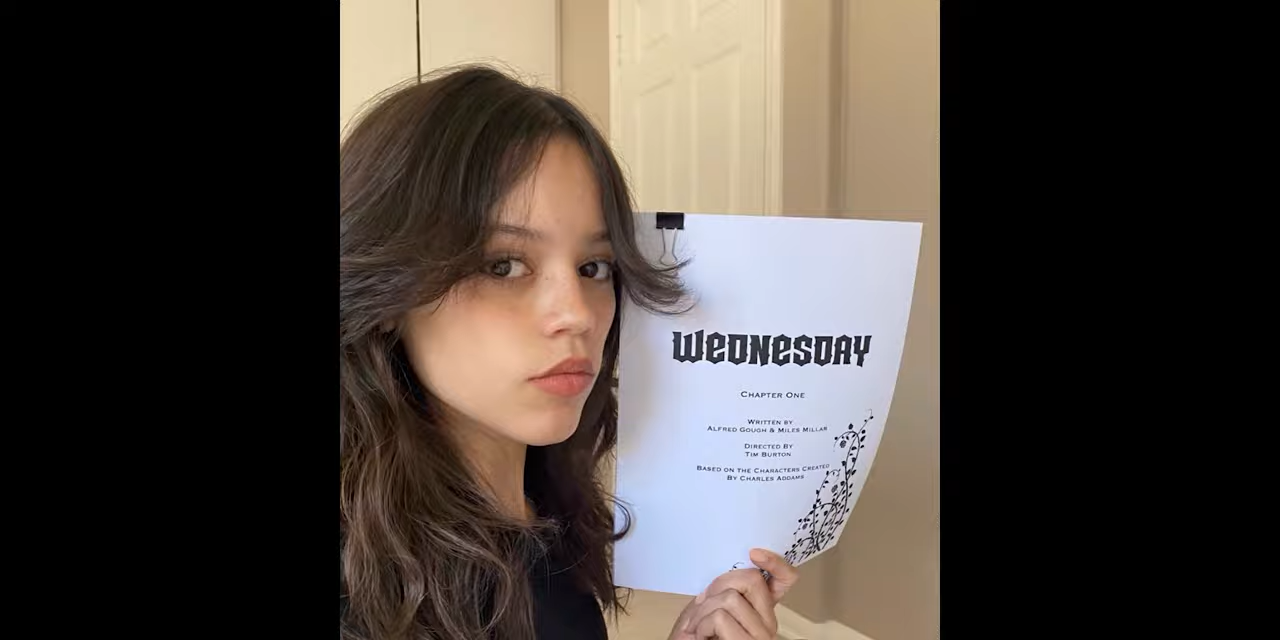 WEDNESDAY
CHAPTER ONE
WRITTEN BY
ALFRED GOUGH & MILES MILLAR
DIRECTED BY
TIM BURTON
BASED ON THE CHARACTERS CREATED
BY CHARLES ADDAMS